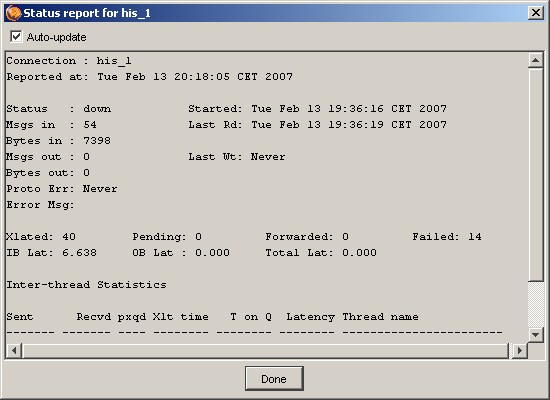 Status report for his_1
Auto-update
Connection : his_1
Reported at: Tue Feb 13 20:18:05 CET 2007
Status   : down          Started: Tue Feb 13 19:36:16 CET 2007
Msgs in  : 54            Last Rd: Tue Feb 13 19:36:19 CET 2007
Bytes in : 7398
Msgs out : 0             Last Wt: Never
Bytes out: 0
Proto Err: Never
Error Msg:
Xlated: 40        Pending: 0         Forwarded: 0         Failed: 14
IB Lat: 6.638     OB Lat : 0.000     Total Lat: 0.000
Inter-thread Statistics
Sent      Recvd pxqd Xlt time   T on Q  Latency Thread name
------- ------- ---- -------- -------- -------- -----------------------
Done